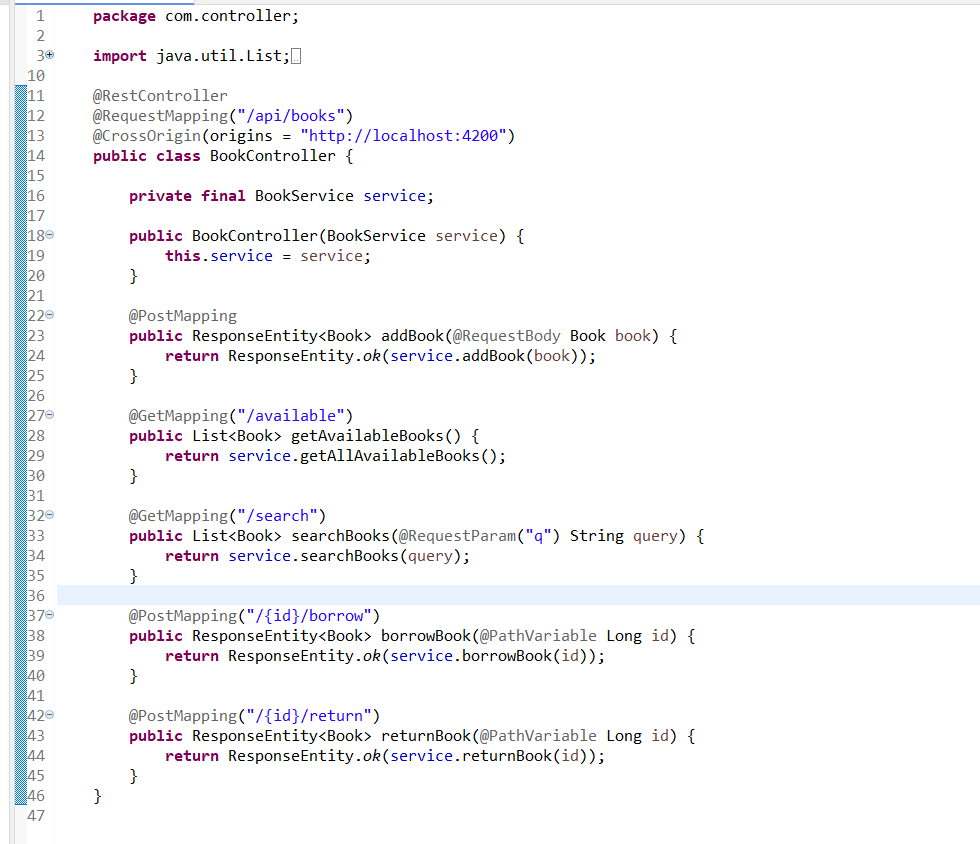 1 package com.controller;
2
3 import java.util.List;
10
11 @RestController
12 @RequestMapping("/api/books")
13 @CrossOrigin(origins = "http://localhost:4200")
14 public class BookController {
15
16     private final BookService service;
17
18     public BookController(BookService service) {
19         this.service = service;
20     }
21
22     @PostMapping
23     public ResponseEntity<Book> addBook(@RequestBody Book book) {
24         return ResponseEntity.ok(service.addBook(book));
25     }
26
27     @GetMapping("/available")
28     public List<Book> getAvailableBooks() {
29         return service.getAllAvailableBooks();
30     }
31
32     @GetMapping("/search")
33     public List<Book> searchBooks(@RequestParam("q") String query) {
34         return service.searchBooks(query);
35     }
36
37     @PostMapping("/{id}/borrow")
38     public ResponseEntity<Book> borrowBook(@PathVariable Long id) {
39         return ResponseEntity.ok(service.borrowBook(id));
40     }
41
42     @PostMapping("/{id}/return")
43     public ResponseEntity<Book> returnBook(@PathVariable Long id) {
44         return ResponseEntity.ok(service.returnBook(id));
45     }
46 }
47